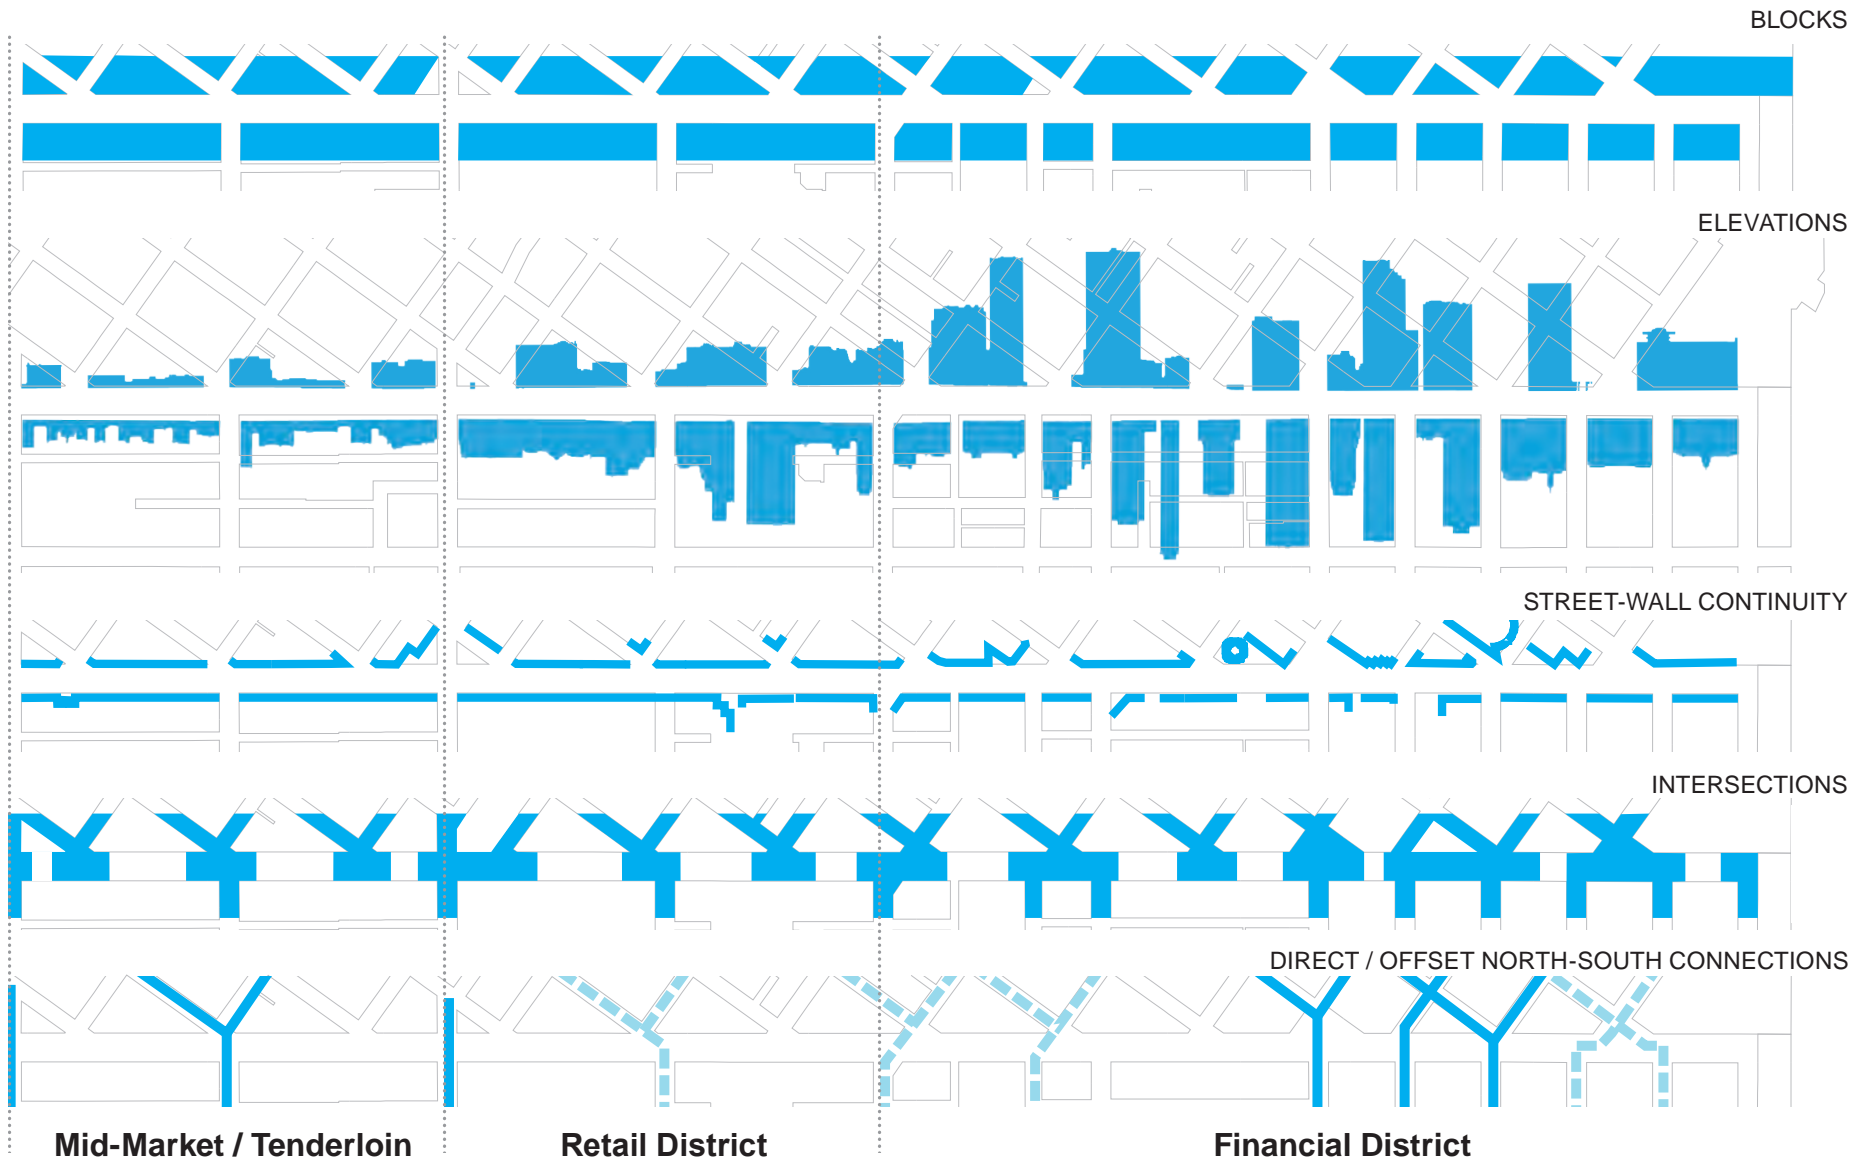 BLOCKS
ELEVATIONS
STREET-WALL CONTINUITY
INTERSECTIONS
DIRECT / OFFSET NORTH-SOUTH CONNECTIONS
Mid-Market / Tenderloin
Retail District
Financial District